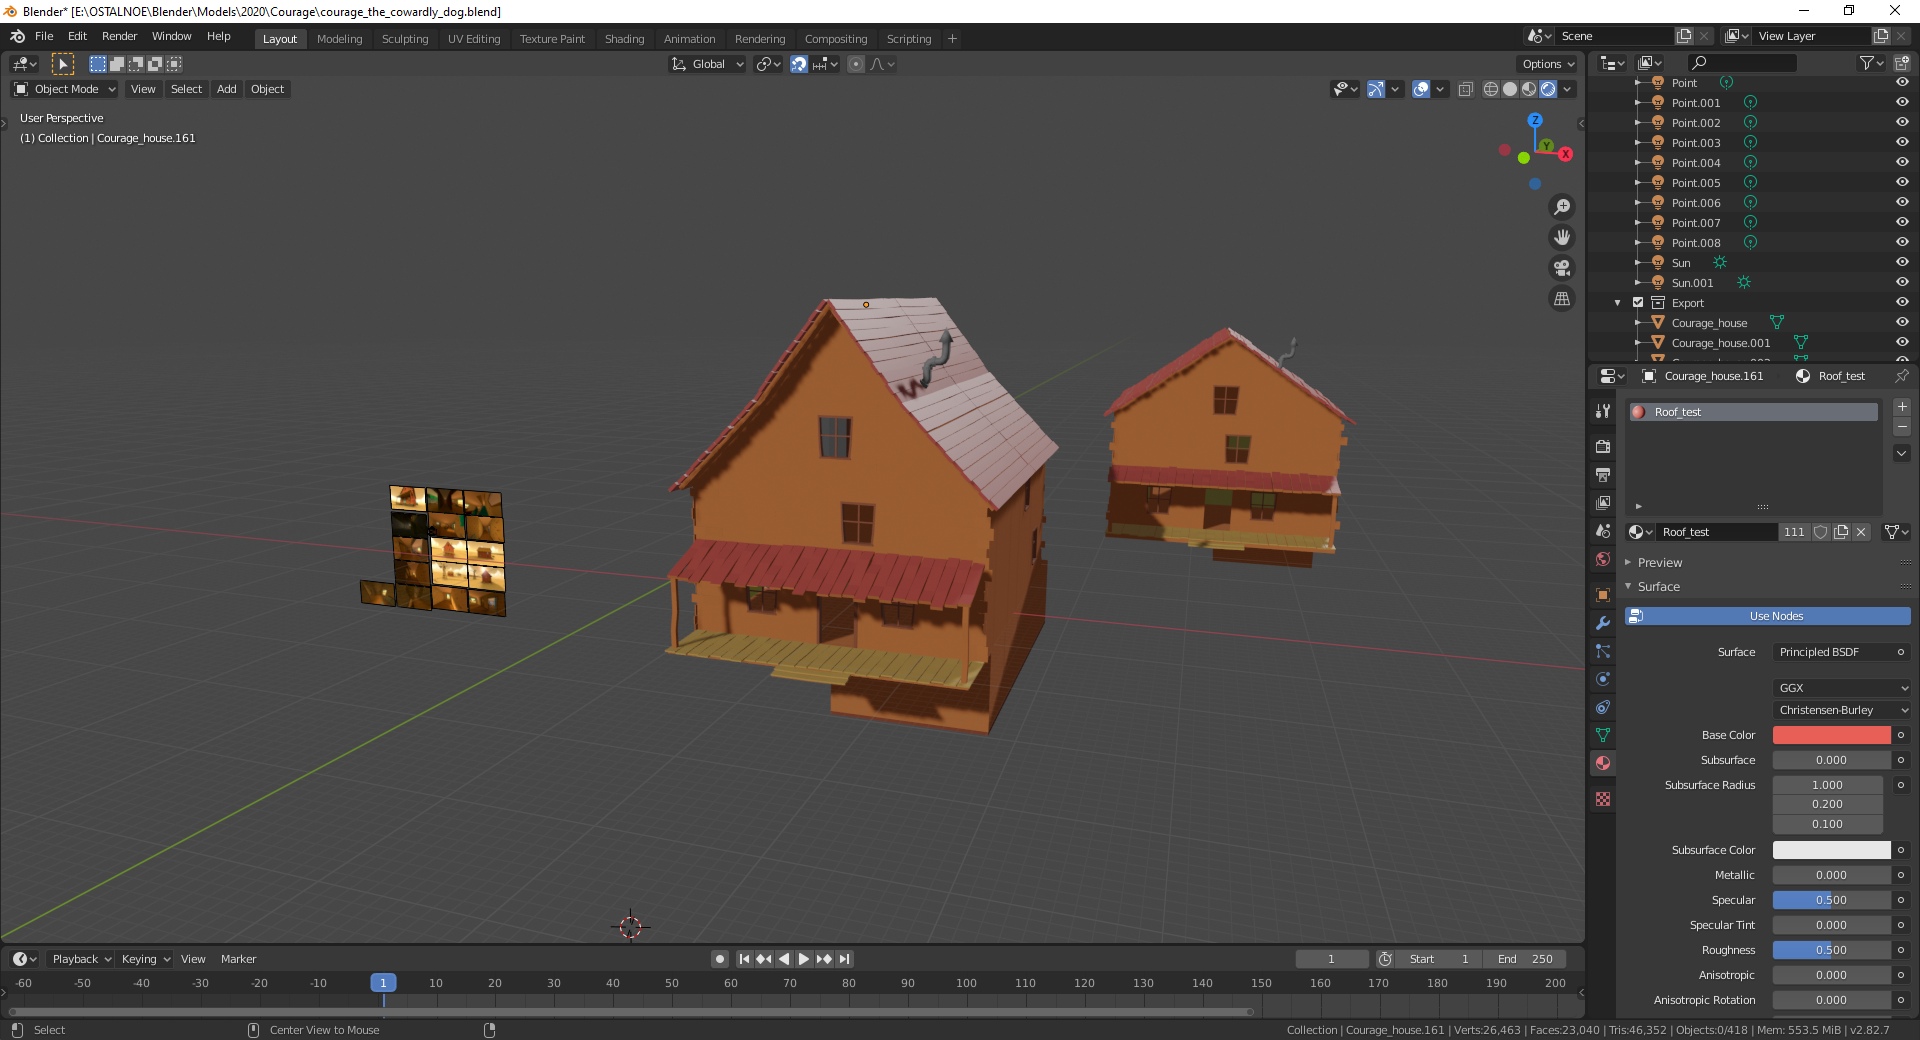 Blender* [E:\OSTALNOE\Blender\Models\2020\Courage\courage_the_cowardly_dog.blend]
File Edit Render Window Help Layout Modeling Sculpting UV Editing Texture Paint Shading Animation Rendering Compositing Scripting + Scene View Layer
Global Options
Object Mode View Select Add Object
User Perspective
(1) Collection | Courage_house.161
Z
Y
X
Point
Point.001
Point.002
Point.003
Point.004
Point.005
Point.006
Point.007
Point.008
Sun
Sun.001
Export
Courage_house
Courage_house.001
Courage_house.161 Roof_test
Roof_test
Roof_test 111
Preview
Surface
Use Nodes
Surface Principled BSDF
GGX
Christensen-Burley
Base Color
Subsurface 0.000
Subsurface Radius 1.000
0.200
0.100
Subsurface Color
Metallic 0.000
Specular 0.500
Specular Tint 0.000
Roughness 0.500
Anisotropic 0.000
Anisotropic Rotation 0.000
Playback Keying View Marker 1 Start 1 End 250
-60 -50 -40 -30 -20 -10 1 10 20 30 40 50 60 70 80 90 100 110 120 130 140 150 160 170 180 190 200
Select Center View to Mouse Collection | Courage_house.161 | Verts:26,463 | Faces:23,040 | Tris:46,352 | Objects:0/418 | Mem: 553.5 MiB | v2.82.7